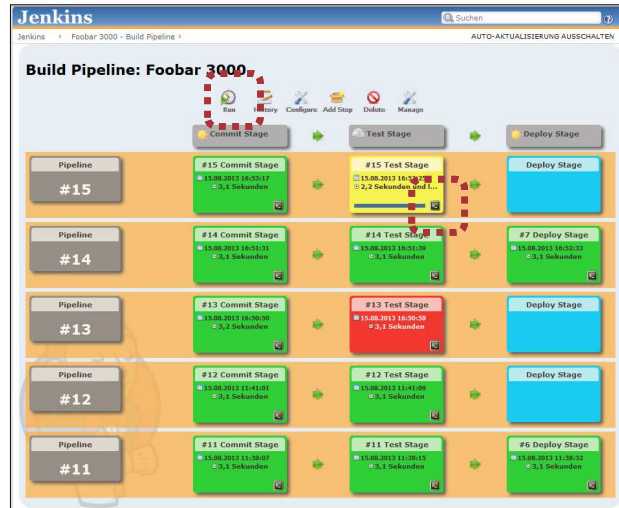 Jenkins
Suchen
Jenkins Foobar 3000 - Build Pipeline
AUTO-AKTUALISIERUNG AUSSCHALTEN
Build Pipeline: Foobar 3000
Run History Configure Add Step Delete Manage
Commit Stage Test Stage Deploy Stage
Pipeline #15 Commit Stage #15 Test Stage Deploy Stage
#15
15.08.2013 16:53:17
3,1 Sekunden
2,2 Sekunden und l...
Pipeline #14 Commit Stage #14 Test Stage #7 Deploy Stage
#14
15.08.2013 16:51:31 15.08.2013 16:51:39 15.08.2013 16:52:33
3,1 Sekunden 3,1 Sekunden 3,1 Sekunden
Pipeline #13 Commit Stage #13 Test Stage Deploy Stage
#13
15.08.2013 16:50:50 15.08.2013 16:50:58
3,2 Sekunden 3,1 Sekunden
Pipeline #12 Commit Stage #12 Test Stage Deploy Stage
#12
15.08.2013 11:41:01 15.08.2013 11:41:09
3,1 Sekunden 3,1 Sekunden
Pipeline #11 Commit Stage #11 Test Stage #6 Deploy Stage
#11
15.08.2013 11:38:07 15.08.2013 11:38:15 15.08.2013 11:38:32
3,1 Sekunden 3,1 Sekunden 3,1 Sekunden